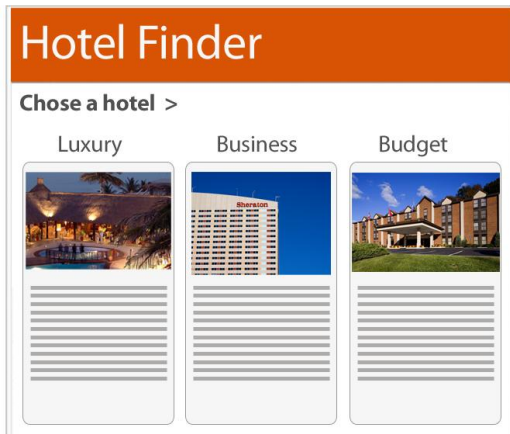 Hotel Finder
Chose a hotel >
Luxury Business Budget
Sheraton